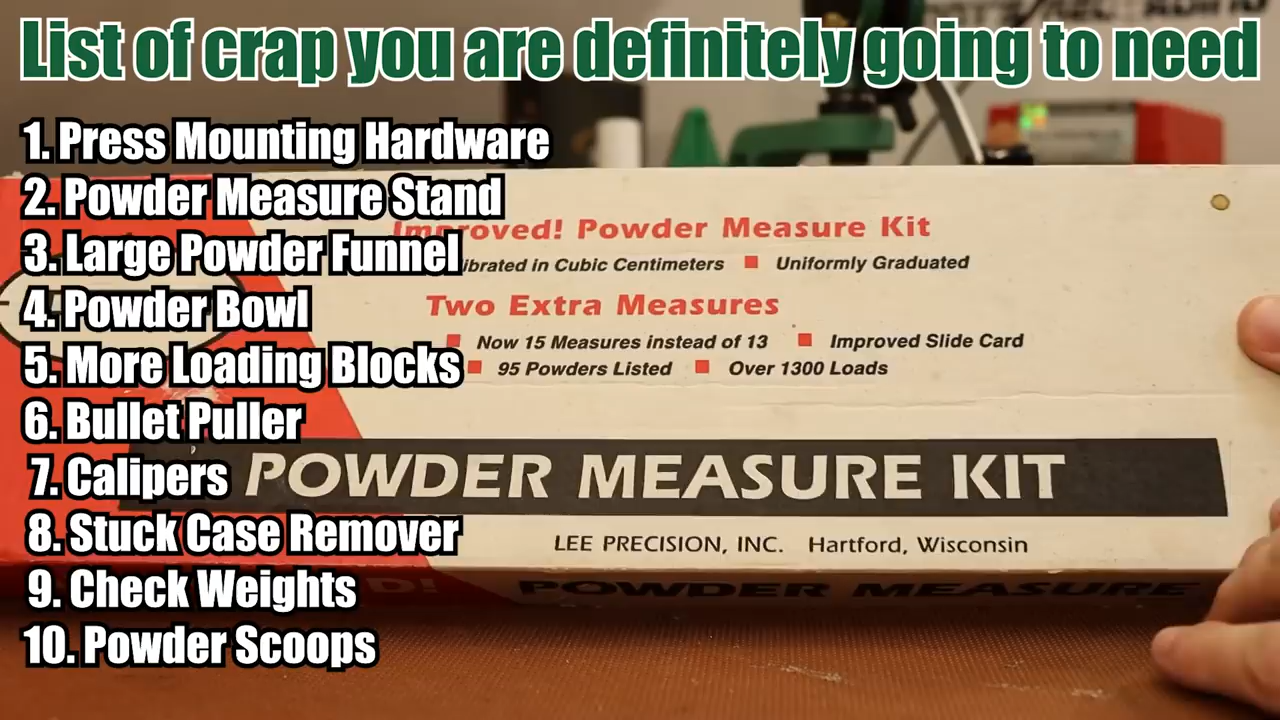 List of crap you are definitely going to need
1. Press Mounting Hardware
2. Powder Measure Stand
3. Large Powder Funnel
4. Powder Bowl
5. More Loading Blocks
6. Bullet Puller
7. Calipers
8. Stuck Case Remover
9. Check Weights
10. Powder Scoops
Improved! Powder Measure Kit
in Cubic Centimeters ■ Uniformly Graduated
Two Extra Measures
■ Now 15 Measures instead of 13 ■ Improved Slide Card
■ 95 Powders Listed ■ Over 1300 Loads
POWDER MEASURE KIT
LEE PRECISION, INC. Hartford, Wisconsin
POWDER MEASURE